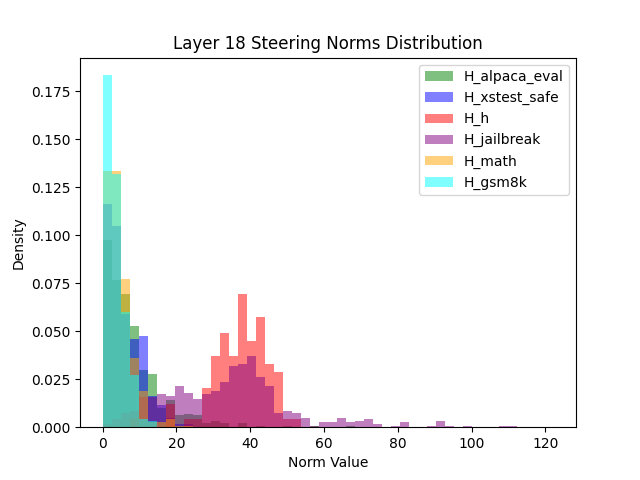 Layer 18 Steering Norms Distribution
H_alpaca_eval
H_xstest_safe
H_h
H_jailbreak
H_math
H_gsm8k
Density
0.175
0.150
0.125
0.100
0.075
0.050
0.025
0.000
0 20 40 60 80 100 120
Norm Value